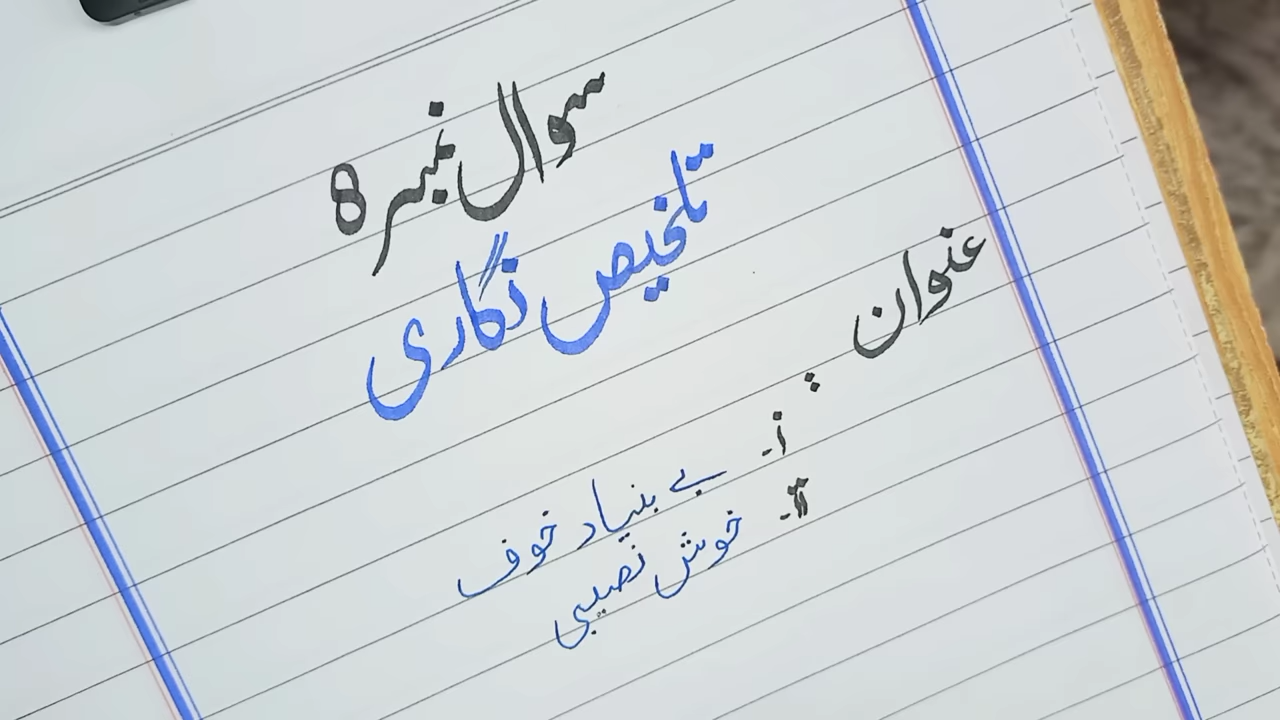 سوال نمبر 8
تلخیص نگاری
عنوان :
i۔ بے بنیاد خوف
ii۔ خوش نصیبی